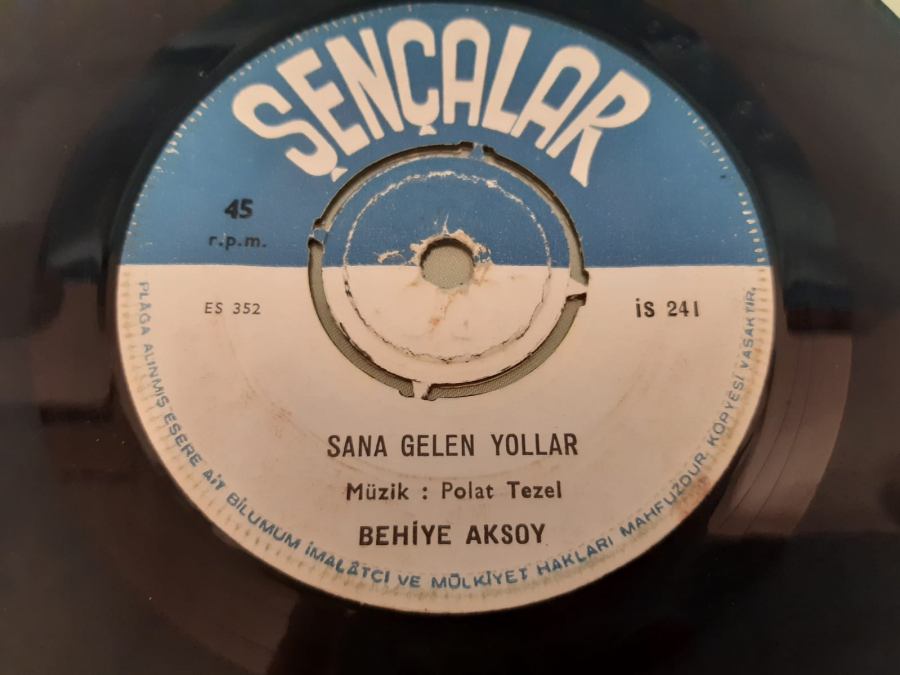 ŞENÇALAR
45
r.p.m.
ES 352
İS 241
SANA GELEN YOLLAR
Müzik : Polat Tezel
BEHİYE AKSOY
PLÂĞA ALINMIŞ ESERE AİT BİLUMUM İMALÂTÇI VE MÜLKİYET HAKLARI MAHFUZDUR KOPYESİ YASAKTIR.